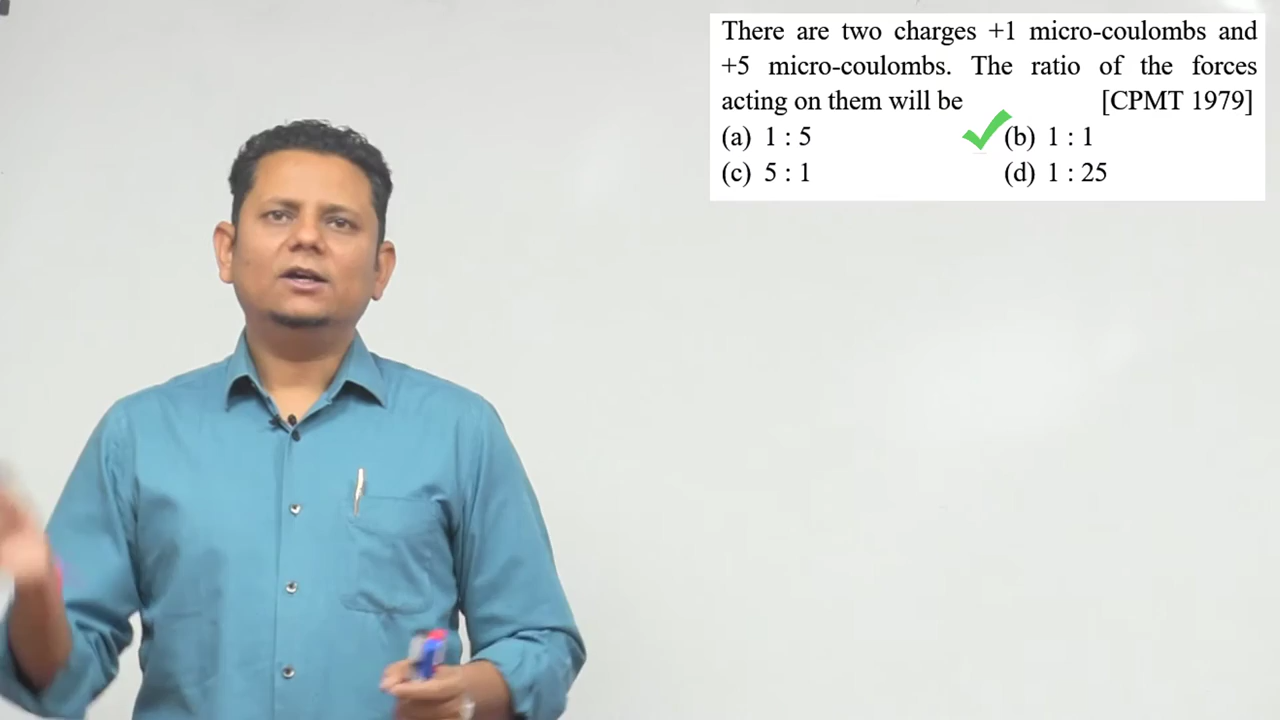 There are two charges +1 micro-coulombs and
+5 micro-coulombs. The ratio of the forces
acting on them will be [CPMT 1979]
(a) 1 : 5 (b) 1 : 1
(c) 5 : 1 (d) 1 : 25